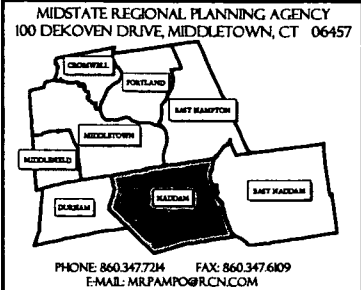 MIDSTATE REGIONAL PLANNING AGENCY
100 DEKOVEN DRIVE, MIDDLETOWN, CT 06457
CROMWELL
PORTLAND
EAST HAMPTON
MIDDLETOWN
MIDDLEFIELD
HADDAM
EAST HADDAM
DURHAM
PHONE: 860.347.7214 FAX: 860.347.6109
E-MAIL: MRPAMPO@RCN.COM